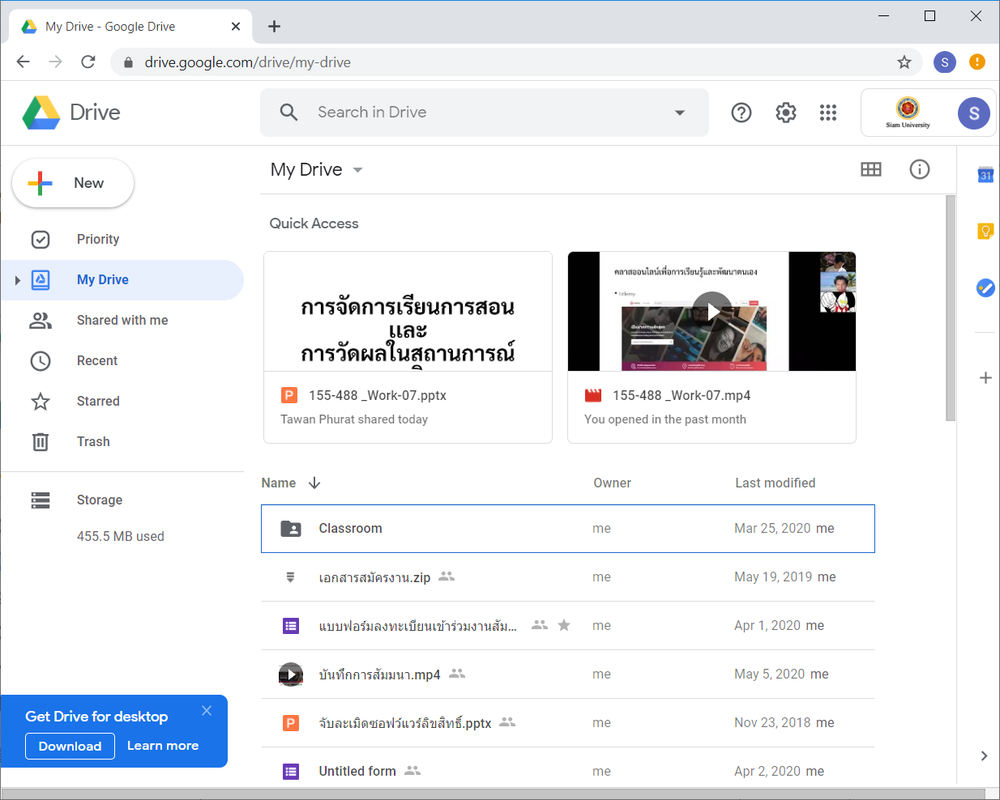 My Drive - Google Drive
drive.google.com/drive/my-drive
S
Drive
Search in Drive
Siam University
S
New
My Drive
31
Priority
My Drive
Shared with me
Recent
Starred
Trash
Storage
455.5 MB used
Quick Access
การจัดการเรียนการสอน
และ
การวัดผลในสถานการณ์
คลาสออนไลน์เพื่อการเรียนรู้และพัฒนาตนเอง
Udemy
P 155-488 _Work-07.pptx
Tawan Phurat shared today
155-488 _Work-07.mp4
You opened in the past month
Name Owner Last modified
Classroom me Mar 25, 2020 me
เอกสารสมัครงาน.zip me May 19, 2019 me
แบบฟอร์มลงทะเบียนเข้าร่วมงานสัม... me Apr 1, 2020 me
บันทึกการสัมมนา.mp4 me May 5, 2020 me
P จับละเมิดซอฟว์แวร์ลิขสิทธิ์.pptx me Nov 23, 2018 me
Untitled form me Apr 2, 2020 me
Get Drive for desktop
Download Learn more